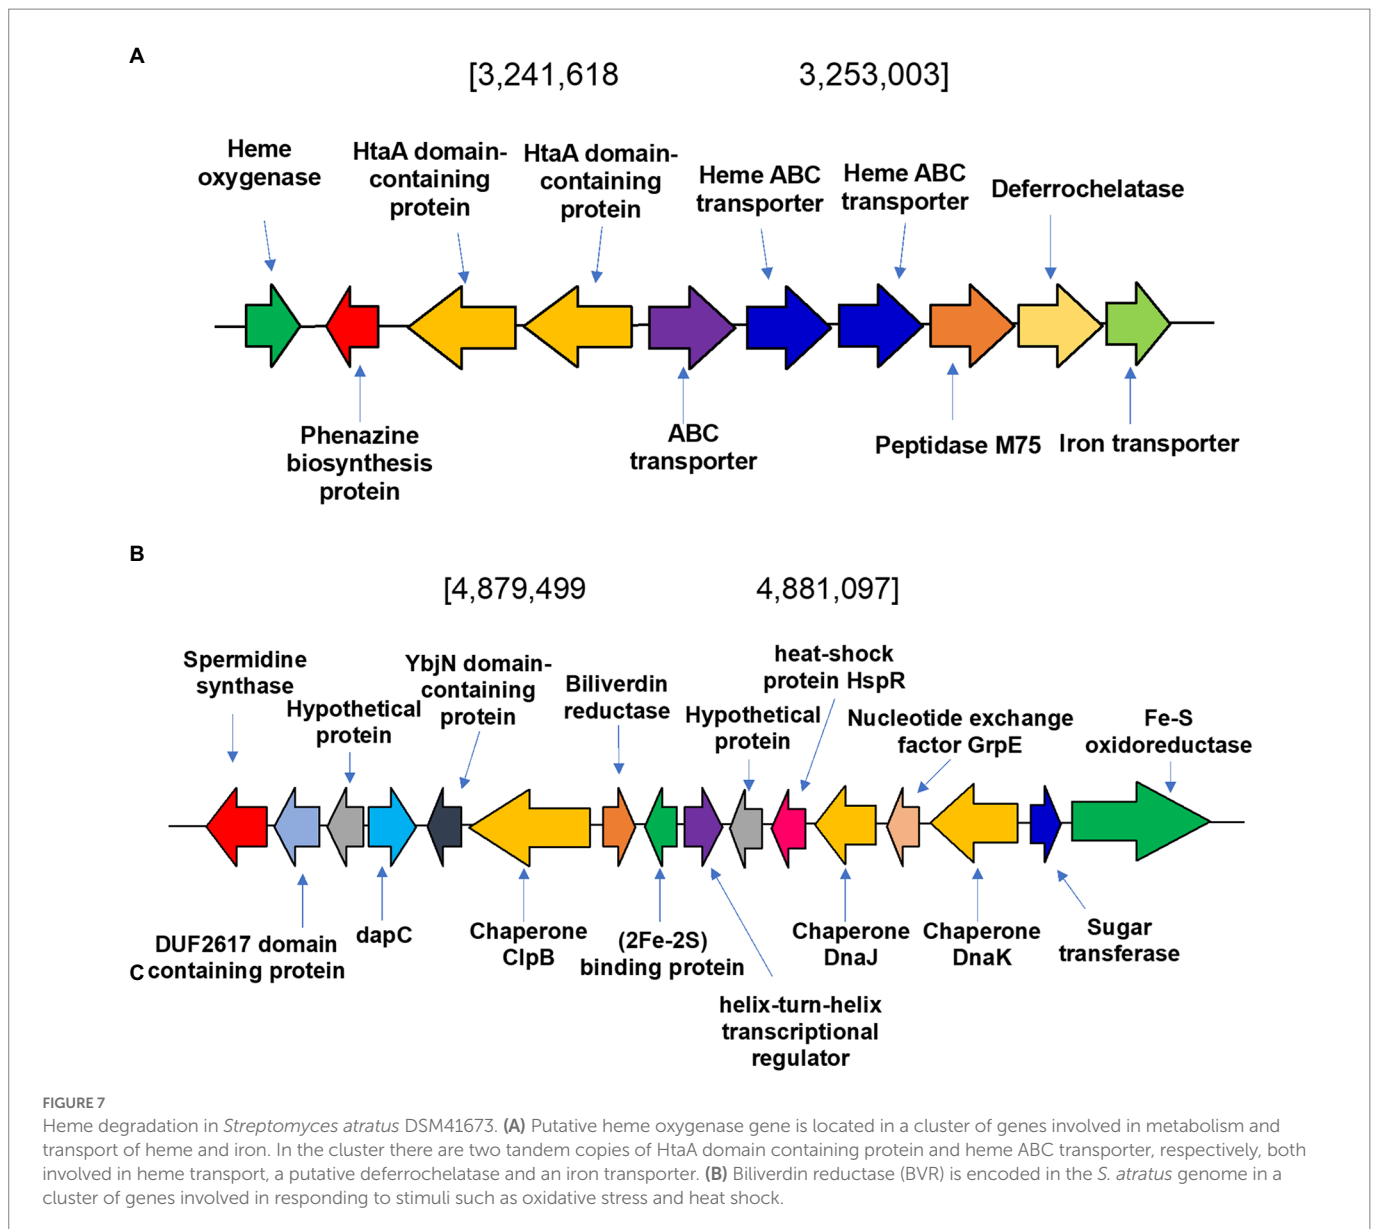 A
[3,241,618 3,253,003]
Heme
oxygenase
HtaA domain-
containing
protein
HtaA domain-
containing
protein
Heme ABC
transporter
Heme ABC
transporter
Deferrochelatase
Phenazine
biosynthesis
protein
ABC
transporter
Peptidase M75
Iron transporter
B
[4,879,499 4,881,097]
Spermidine
synthase
Hypothetical
protein
YbjN domain-
containing
protein
Biliverdin
reductase
Hypothetical
protein
heat-shock
protein HspR
Nucleotide exchange
factor GrpE
Fe-S
oxidoreductase
DUF2617 domain
C containing protein
dapC
Chaperone
ClpB
(2Fe-2S)
binding protein
helix-turn-helix
transcriptional
regulator
Chaperone
DnaJ
Chaperone
DnaK
Sugar
transferase
FIGURE 7
Heme degradation in Streptomyces atratus DSM41673. (A) Putative heme oxygenase gene is located in a cluster of genes involved in metabolism and
transport of heme and iron. In the cluster there are two tandem copies of HtaA domain containing protein and heme ABC transporter, respectively, both
involved in heme transport, a putative deferrochelatase and an iron transporter. (B) Biliverdin reductase (BVR) is encoded in the S. atratus genome in a
cluster of genes involved in responding to stimuli such as oxidative stress and heat shock.